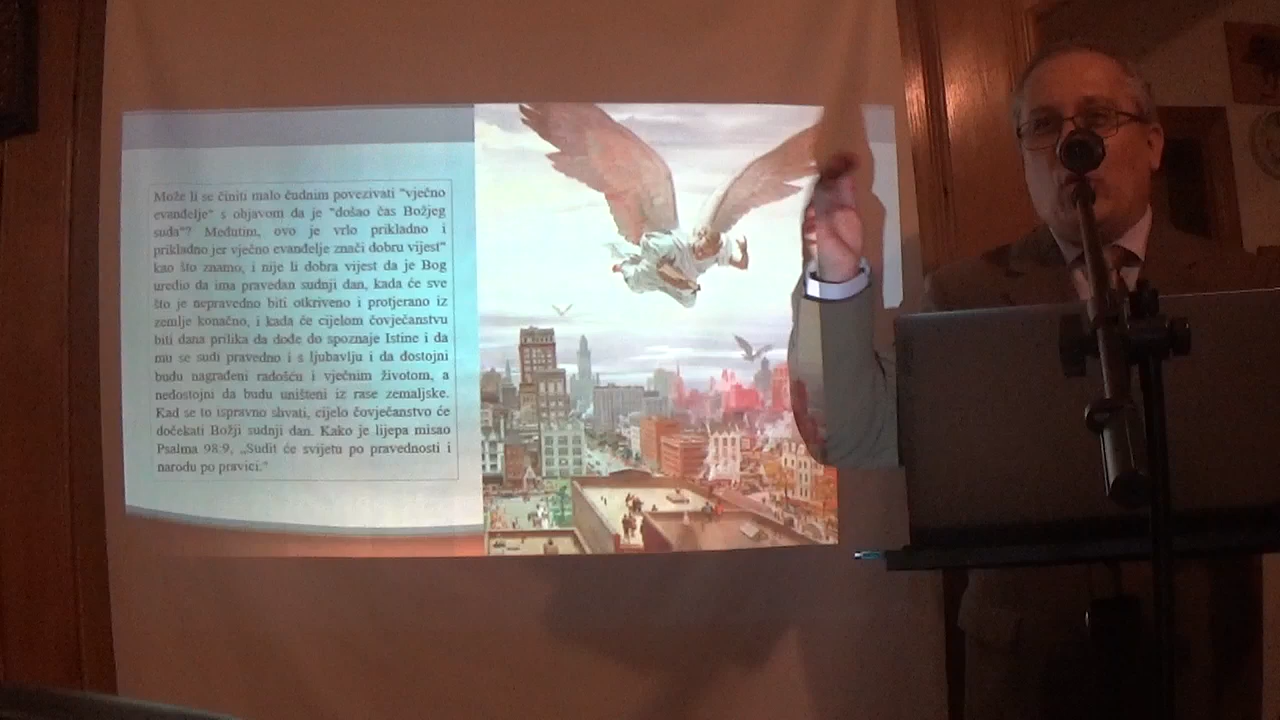 Može li se činiti malo čudnim povezivati "vječno
evanđelje" s objavom da je "došao čas Božjeg
suda"? Međutim, ovo je vrlo prikladno i
prikladno jer vječno evanđelje znači dobru vijest"
kao što znamo, i nije li dobra vijest da je Bog
uredio da ima pravedan sudnji dan, kada će sve
što je nepravedno biti otkriveno i protjerano iz
zemlje konačno, i kada će cijelom čovječanstvu
biti dana prilika da dođe do spoznaje Istine i da
mu se sudi pravedno i s ljubavlju i da dostojni
budu nagrađeni radošću i vječnim životom, a
nedostojni da budu uništeni iz rase zemaljske.
Kad se to ispravno shvati, cijelo čovječanstvo će
dočekati Božji sudnji dan. Kako je lijepa misao
Psalma 98:9, „Sudit će svijetu po pravednosti i
narodu po pravici."